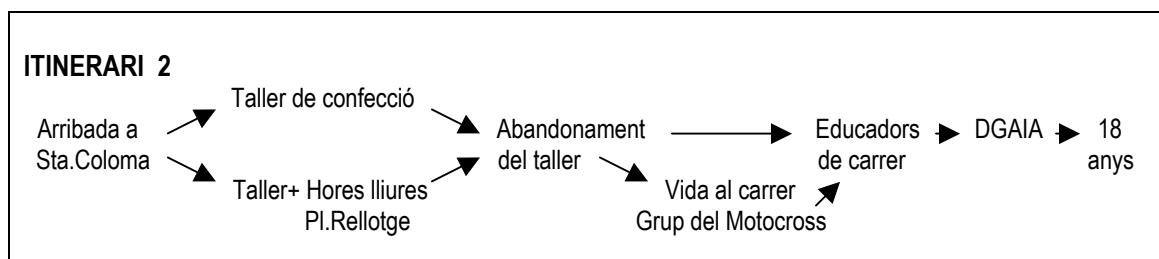 ITINERARI 2
Taller de confecció
Arribada a
Sta.Coloma
Taller+ Hores lliures
Pl.Rellotge
Abandonament
del taller
Vida al carrer
Grup del Motocross
Educadors
de carrer
DGAIA
18
anys